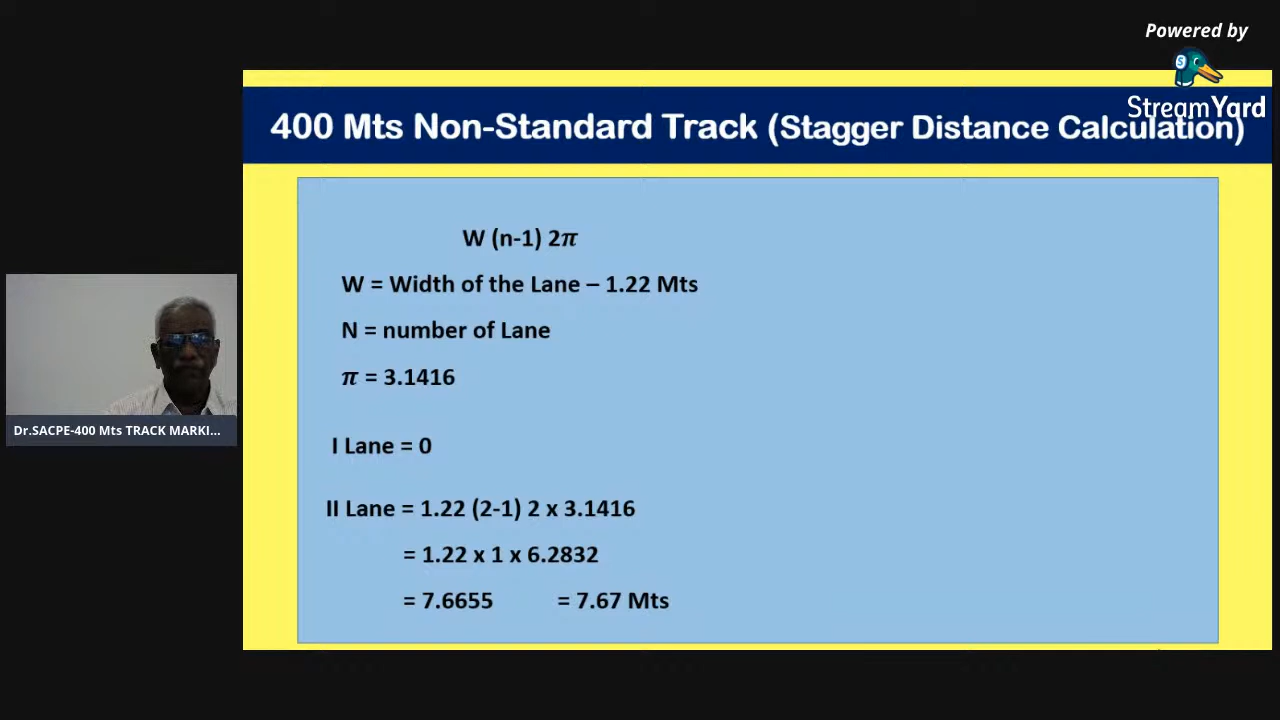 Powered by
StreamYard
400 Mts Non-Standard Track (Stagger Distance Calculation)
W (n-1) 2𝝅
W = Width of the Lane – 1.22 Mts
N = number of Lane
𝝅 = 3.1416
I Lane = 0
II Lane = 1.22 (2-1) 2 x 3.1416
= 1.22 x 1 x 6.2832
= 7.6655 = 7.67 Mts
Dr.SACPE-400 Mts TRACK MARKI...